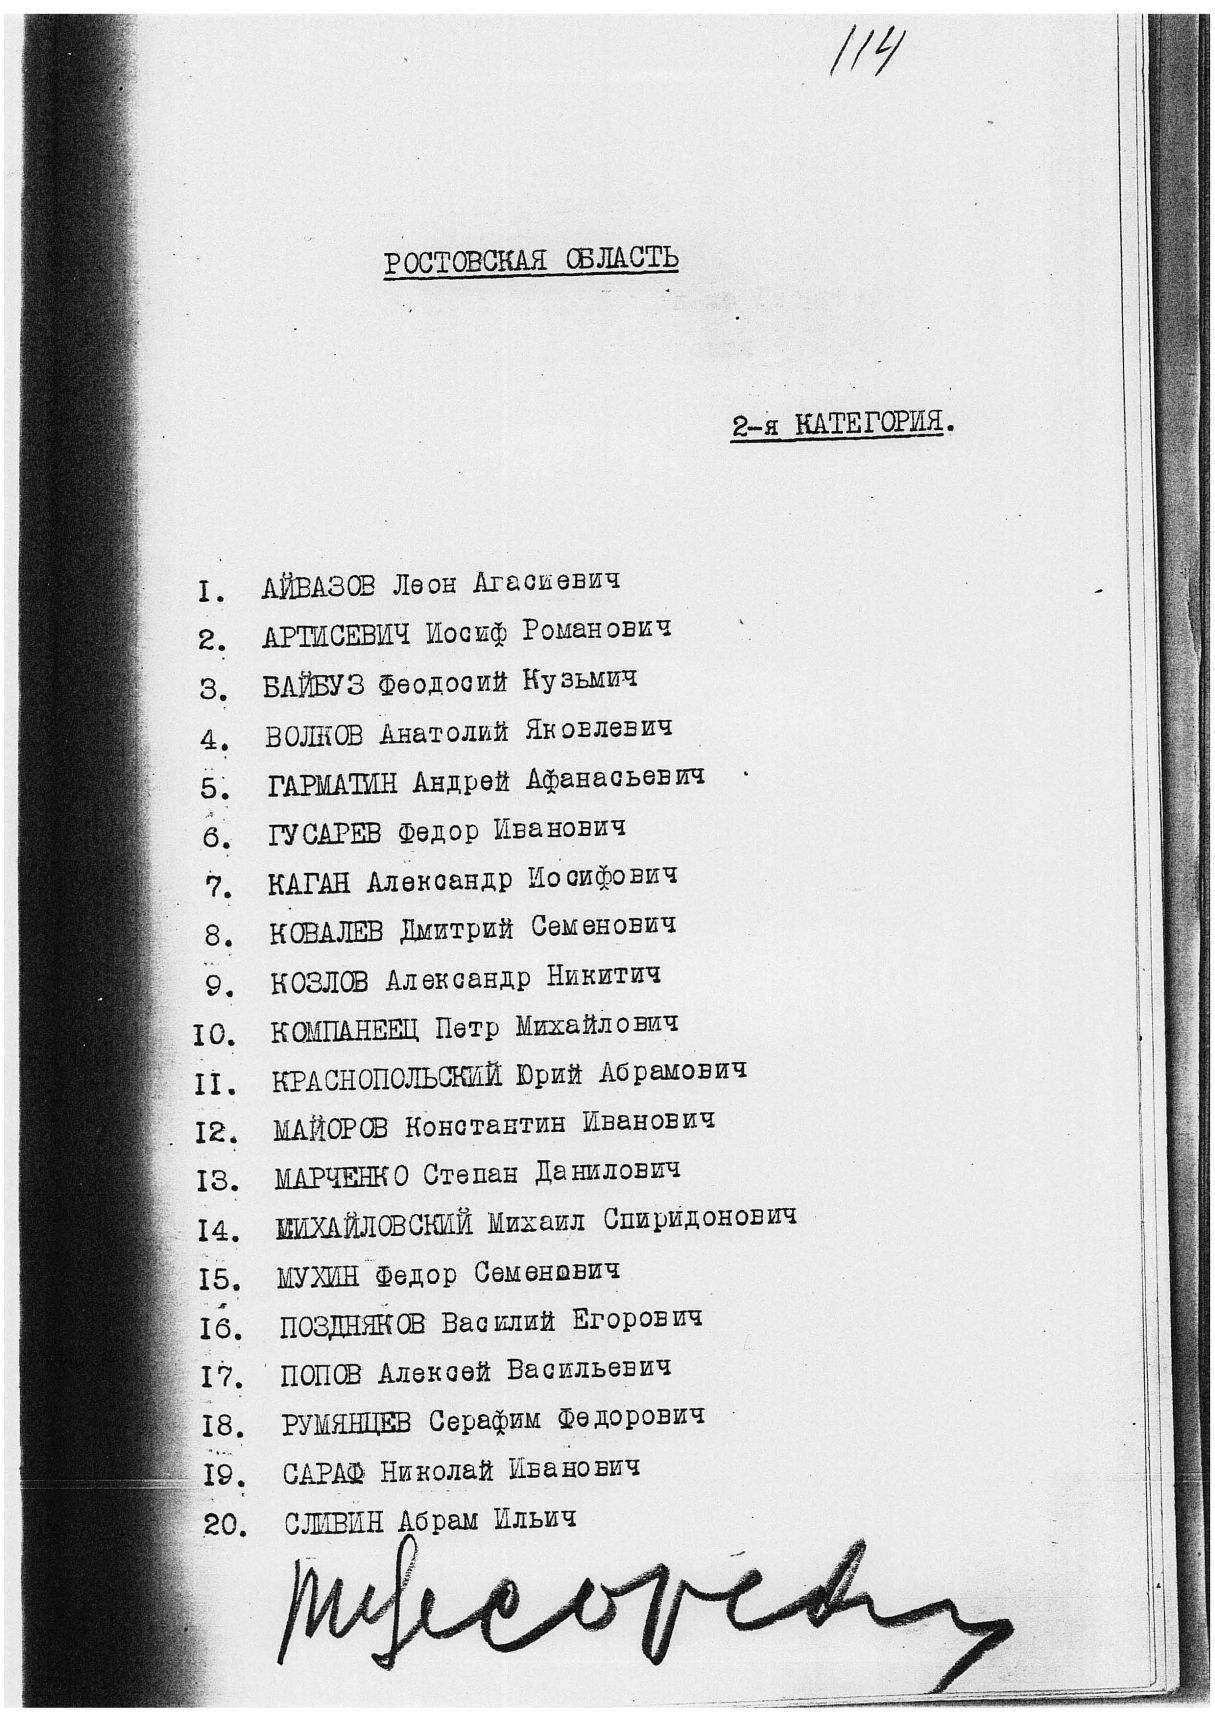 114
РОСТОВСКАЯ ОБЛАСТЬ
2-я КАТЕГОРИЯ.
I. АЙВАЗОВ Леон Агасиевич
2. АРТИСЕВИЧ Иосиф Романович
3. БАЙБУЗ Феодосий Кузьмич
4. ВОЛКОВ Анатолий Яковлевич
5. ГАРМАТИН Андрей Афанасьевич
6. ГУСАРЕВ Федор Иванович
7. КАГАН Александр Иосифович
8. КОВАЛЕВ Дмитрий Семенович
9. КОЗЛОВ Александр Никитич
I0. КОМПАНЕЕЦ Петр Михайлович
II. КРАСНОПОЛЬСКИЙ Юрий Абрамович
I2. МАЙОРОВ Константин Иванович
I3. МАРЧЕНКО Степан Данилович
I4. МИХАЙЛОВСКИЙ Михаил Спиридонович
I5. МУХИН Федор Семенович
I6. ПОЗДНЯКОВ Василий Егорович
I7. ПОПОВ Алексей Васильевич
I8. РУМЯНЦЕВ Серафим Федорович
I9. САРАФ Николай Иванович
20. СЛИВИН Абрам Ильич